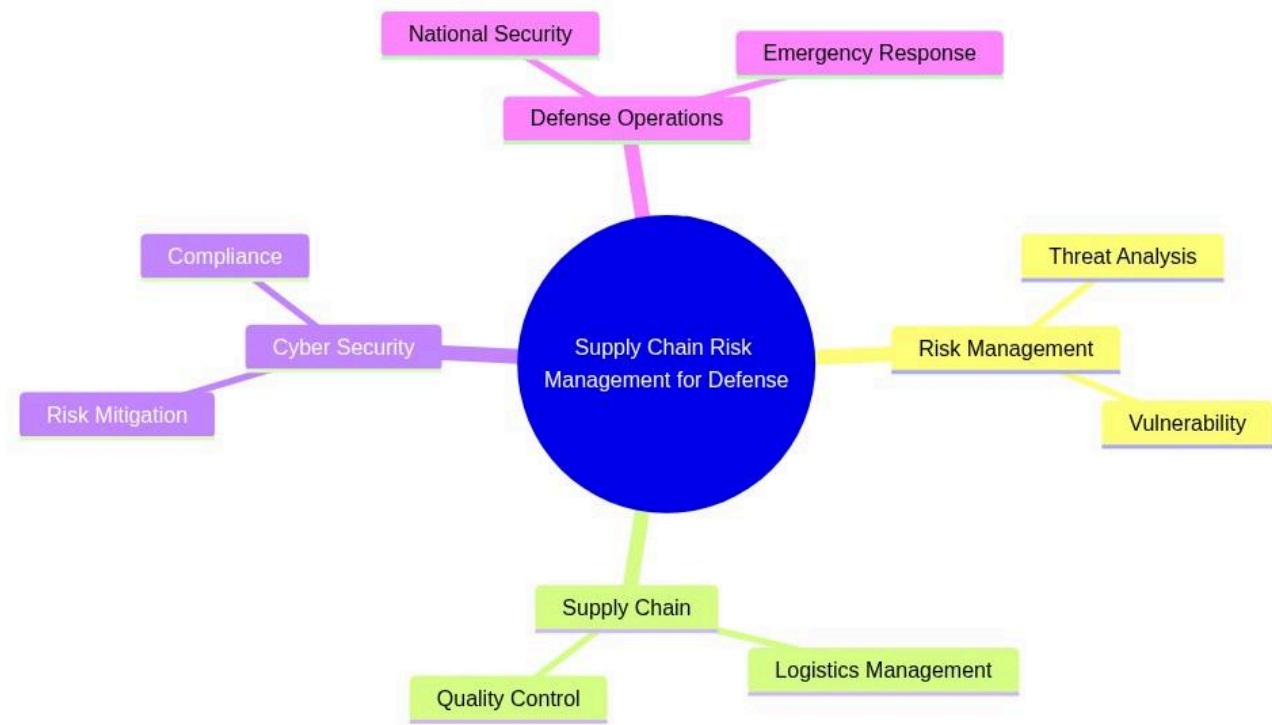 National Security
Emergency Response
Defense Operations
Compliance
Threat Analysis
Cyber Security
Supply Chain Risk
Management for Defense
Risk Management
Risk Mitigation
Vulnerability
Supply Chain
Logistics Management
Quality Control